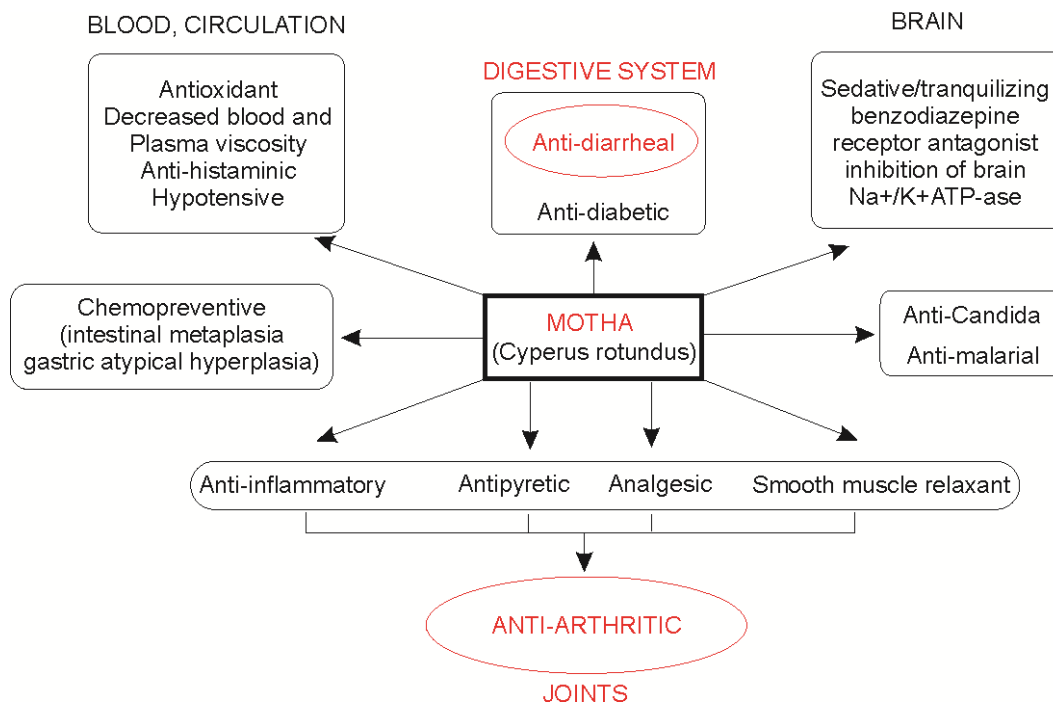 BLOOD, CIRCULATION
Antioxidant
Decreased blood and
Plasma viscosity
Anti-histaminic
Hypotensive
DIGESTIVE SYSTEM
Anti-diarrheal
Anti-diabetic
BRAIN
Sedative/tranquilizing
benzodiazepine
receptor antagonist
inhibition of brain
Na+/K+ATP-ase
Chemopreventive
(intestinal metaplasia
gastric atypical hyperplasia)
MOTHA
(Cyperus rotundus)
Anti-Candida
Anti-malarial
Anti-inflammatory Antipyretic Analgesic Smooth muscle relaxant
ANTI-ARTHRITIC
JOINTS